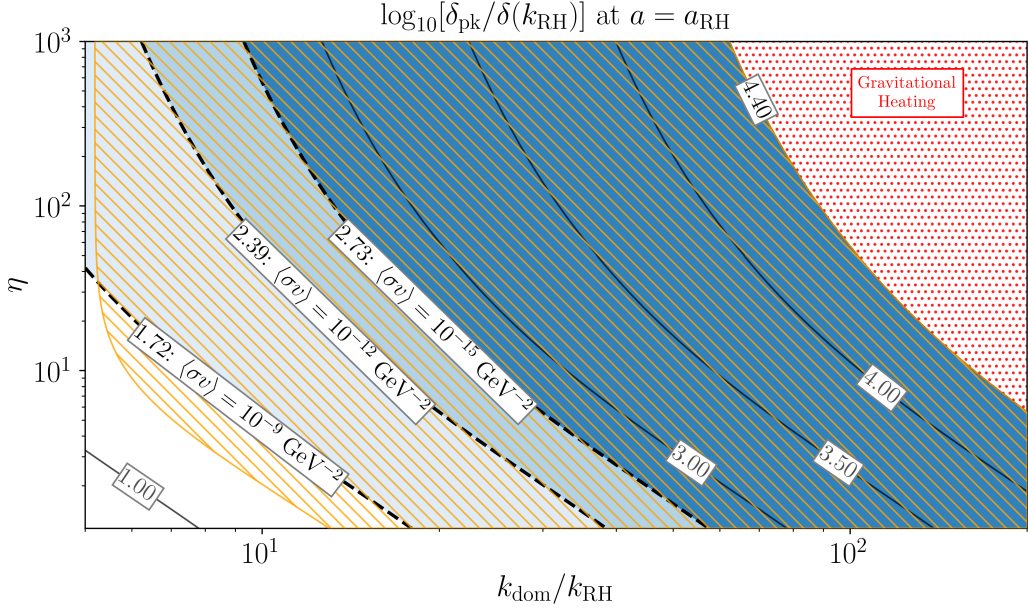 log₁₀[δ_pk/δ(k_RH)] at a = a_RH
10³
10²
10¹
η
Gravitational
Heating
4.40
2.39: ⟨σv⟩ = 10⁻¹² GeV⁻²
2.73: ⟨σv⟩ = 10⁻¹⁵ GeV⁻²
1.72: ⟨σv⟩ = 10⁻⁹ GeV⁻²
4.00
3.00
3.50
1.00
10¹
10²
k_dom/k_RH